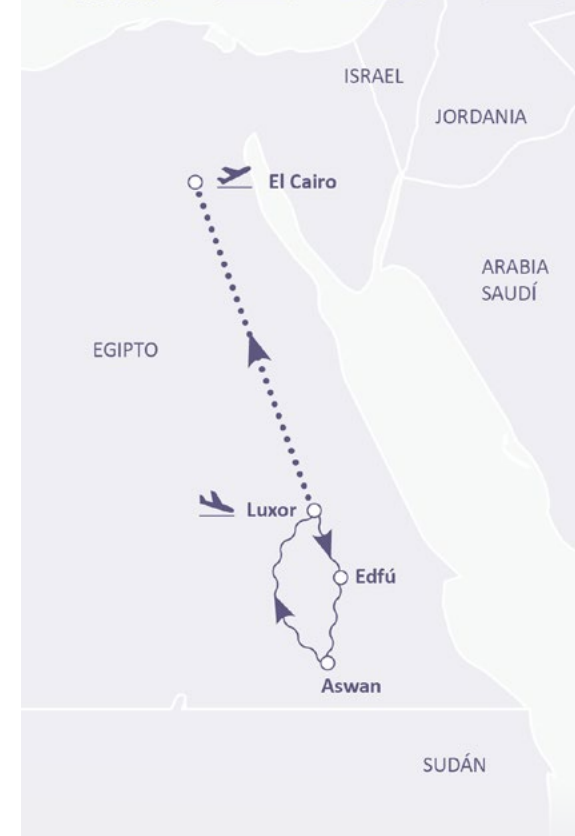 ISRAEL
JORDANIA
El Cairo
ARABIA
SAUDÍ
EGIPTO
Luxor
Edfú
Aswan
SUDÁN